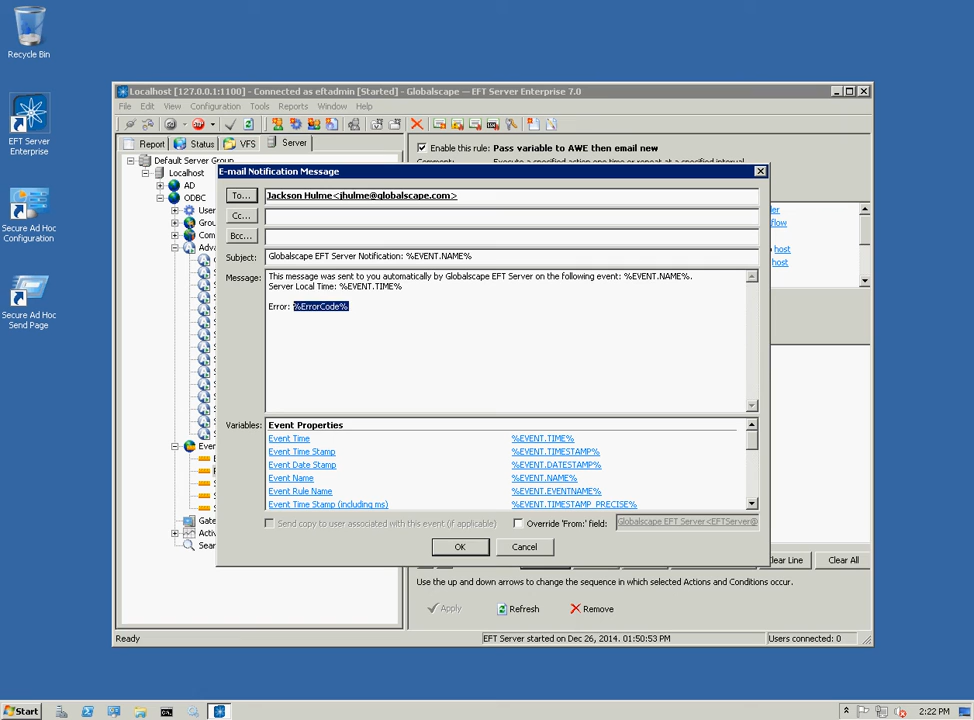 Recycle Bin
EFT Server
Enterprise
Secure Ad Hoc
Configuration
Secure Ad Hoc
Send Page
Localhost [127.0.0.1:1100] - Connected as eftadmin [Started] - Globalscape — EFT Server Enterprise 7.0
File Edit View Configuration Tools Reports Window Help
Report Status VFS Server
Default Server Group
Localhost
AD
ODBC
Enable this rule: Pass variable to AWE then email new
E-mail Notification Message
To... Jackson Hulme <jhulme@globalscape.com>
Cc...
Bcc...
Subject: Globalscape EFT Server Notification: %EVENT.NAME%
Message: This message was sent to you automatically by Globalscape EFT Server on the following event: %EVENT.NAME%.
Server Local Time: %EVENT.TIME%
Error: %ErrorCode%
host
host
Variables: Event Properties
Event Time %EVENT.TIME%
Event Time Stamp %EVENT.TIMESTAMP%
Event Date Stamp %EVENT.DATESTAMP%
Event Name %EVENT.NAME%
Event Rule Name %EVENT.EVENTNAME%
Event Time Stamp (including ms) %EVENT.TIMESTAMP_PRECISE%
Send copy to user associated with this event (if applicable) Override 'From:' field: Globalscape EFT Server <EFTServer@
OK Cancel
Clear All
Use the up and down arrows to change the sequence in which selected Actions and Conditions occur.
Apply Refresh Remove
Ready EFT Server started on Dec 26, 2014. 01:50:53 PM Users connected: 0
Start 2:22 PM